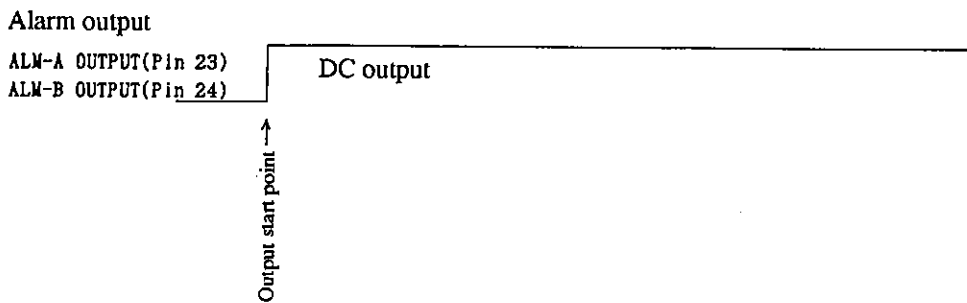 Alarm output
ALM-A OUTPUT(Pin 23)
ALM-B OUTPUT(Pin 24)
DC output
Output start point →